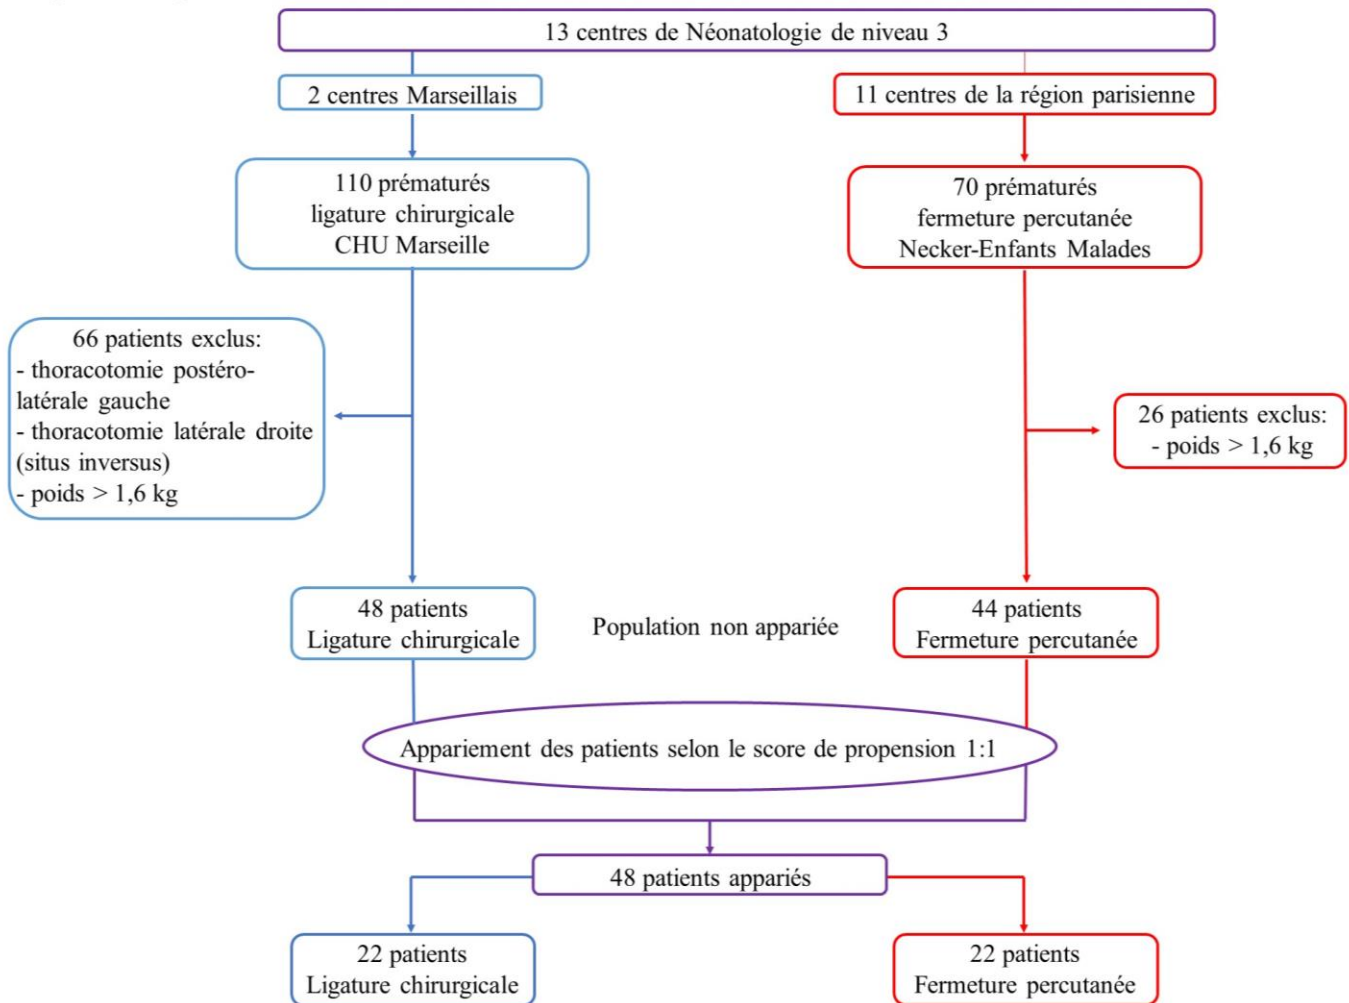 13 centres de Néonatologie de niveau 3
2 centres Marseillais
11 centres de la région parisienne
110 prématurés
ligature chirurgicale
CHU Marseille
70 prématurés
fermeture percutanée
Necker-Enfants Malades
66 patients exclus:
- thoracotomie postéro-
latérale gauche
- thoracotomie latérale droite
(situs inversus)
- poids > 1,6 kg
26 patients exclus:
- poids > 1,6 kg
48 patients
Ligature chirurgicale
Population non appariée
44 patients
Fermeture percutanée
Appariement des patients selon le score de propension 1:1
48 patients appariés
22 patients
Ligature chirurgicale
22 patients
Fermeture percutanée